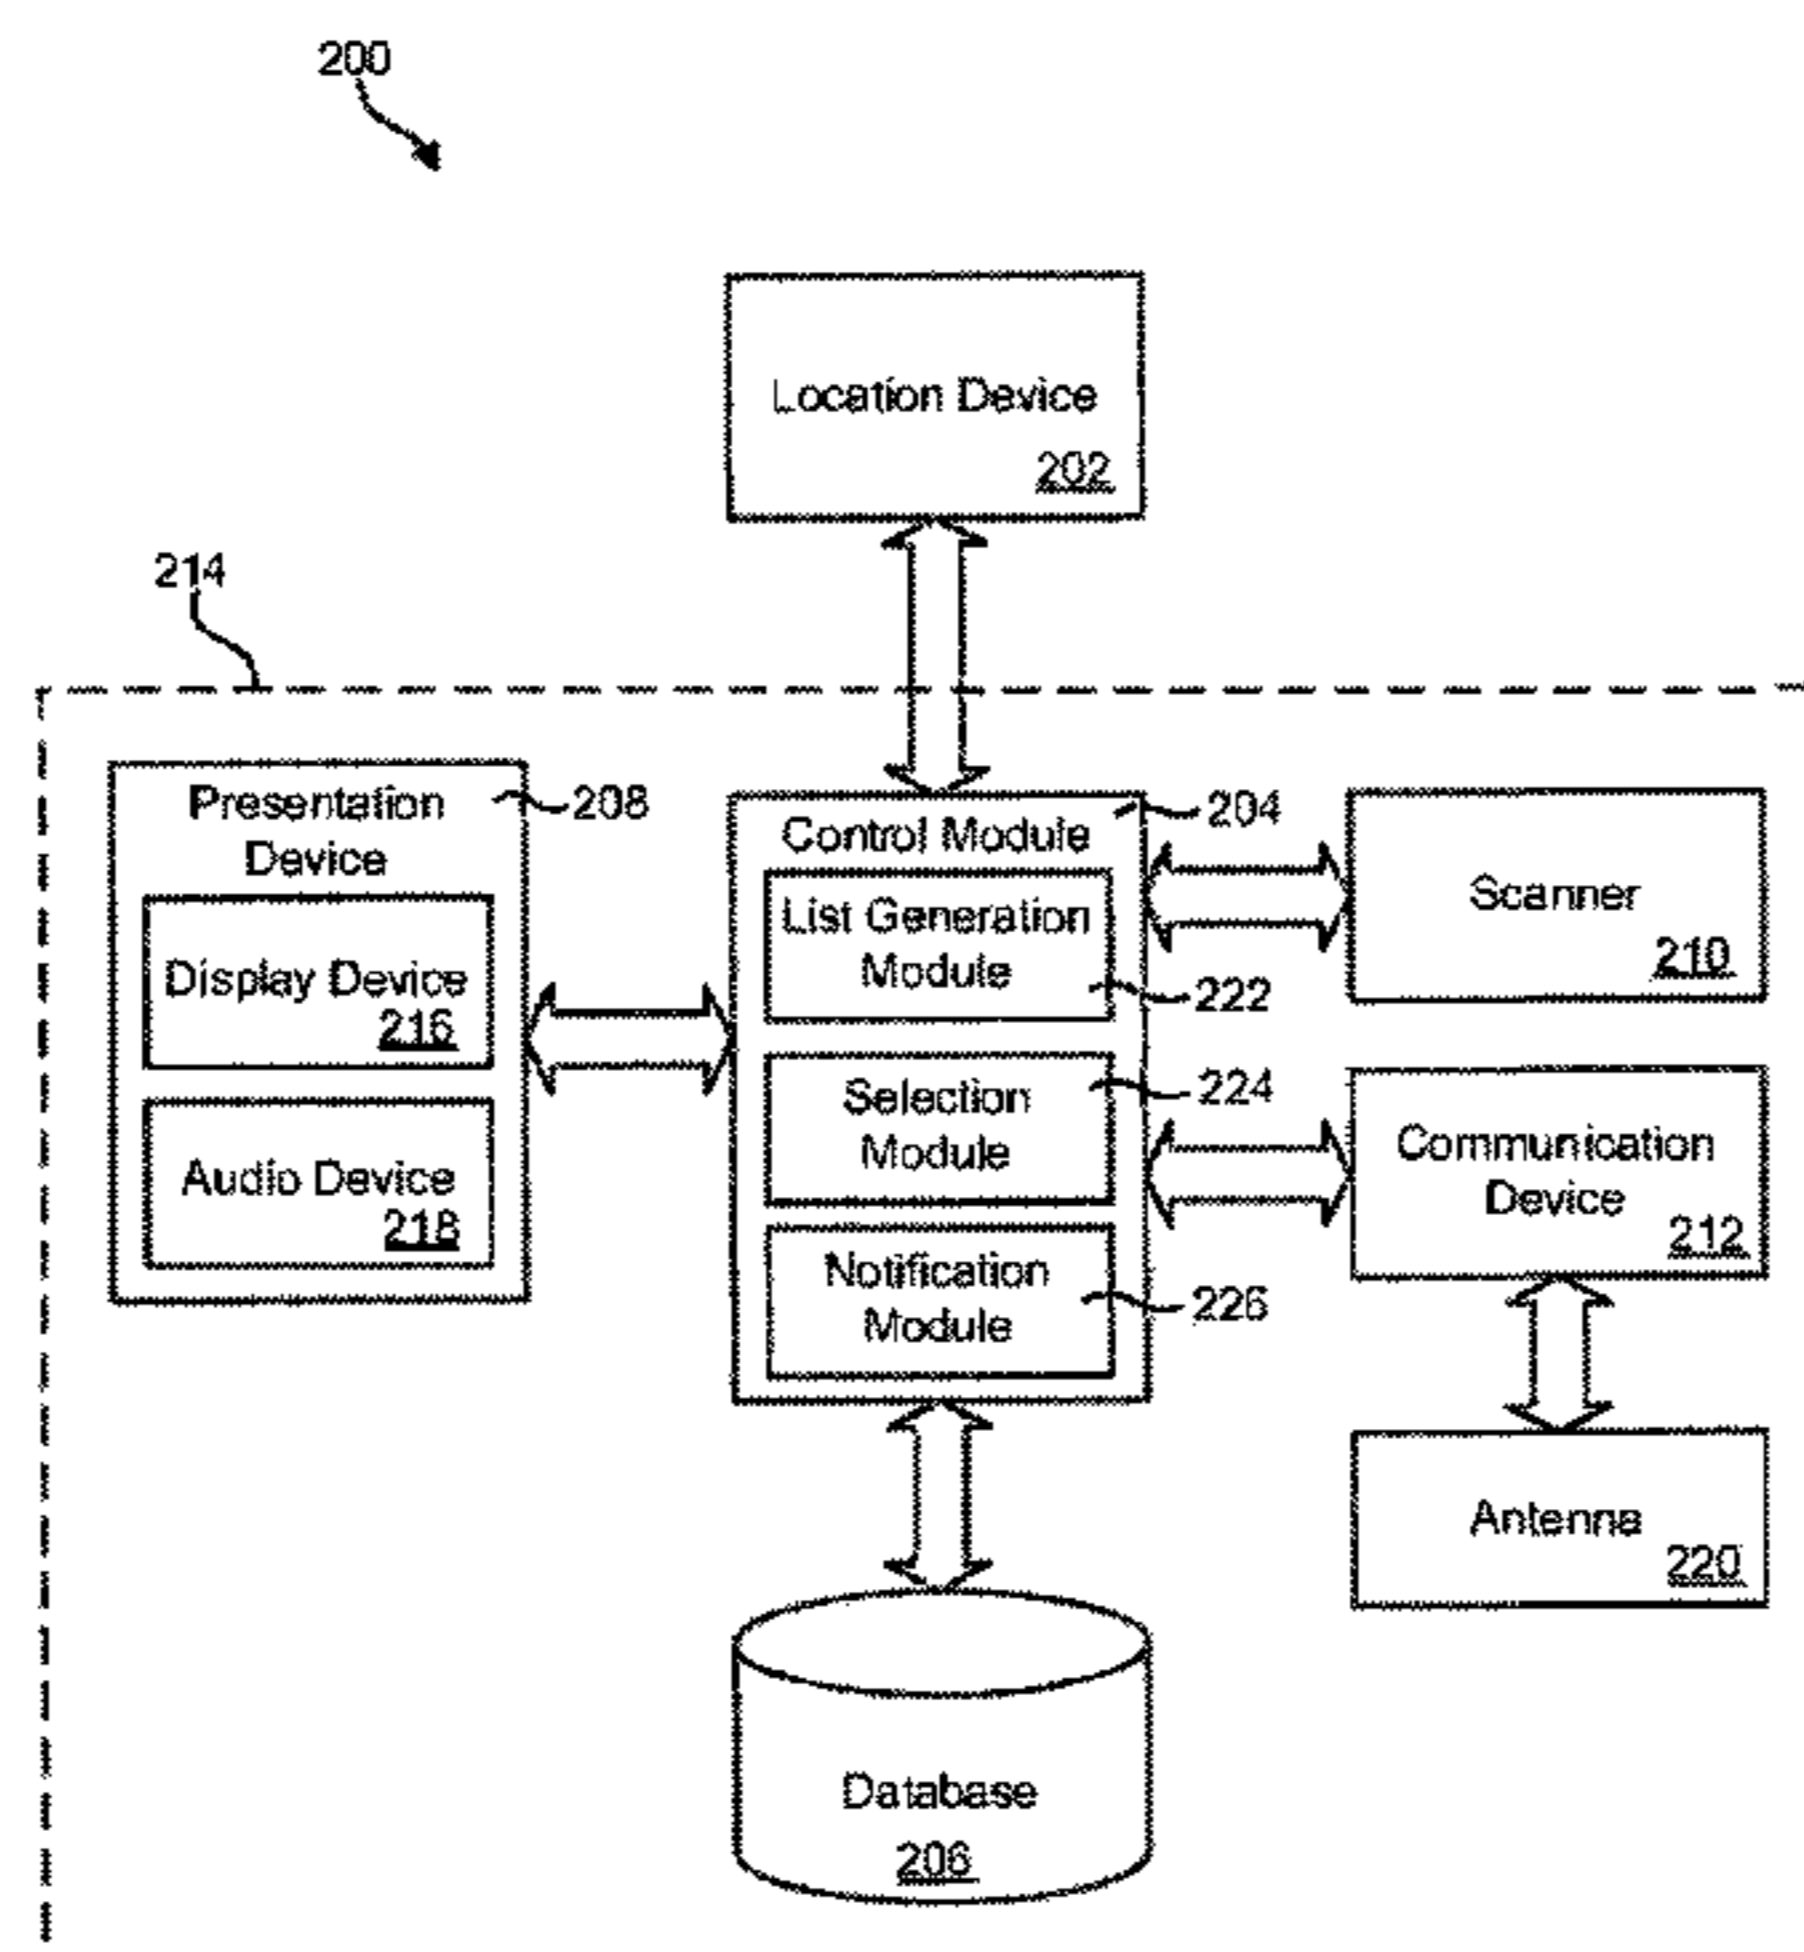 200
Location Device
202
214
Presentation
Device
208
Display Device
216
Audio Device
218
Control Module
204
List Generation
Module
222
Selection
Module
224
Notification
Module
226
Scanner
210
Communication
Device
212
Antenna
220
Database
206